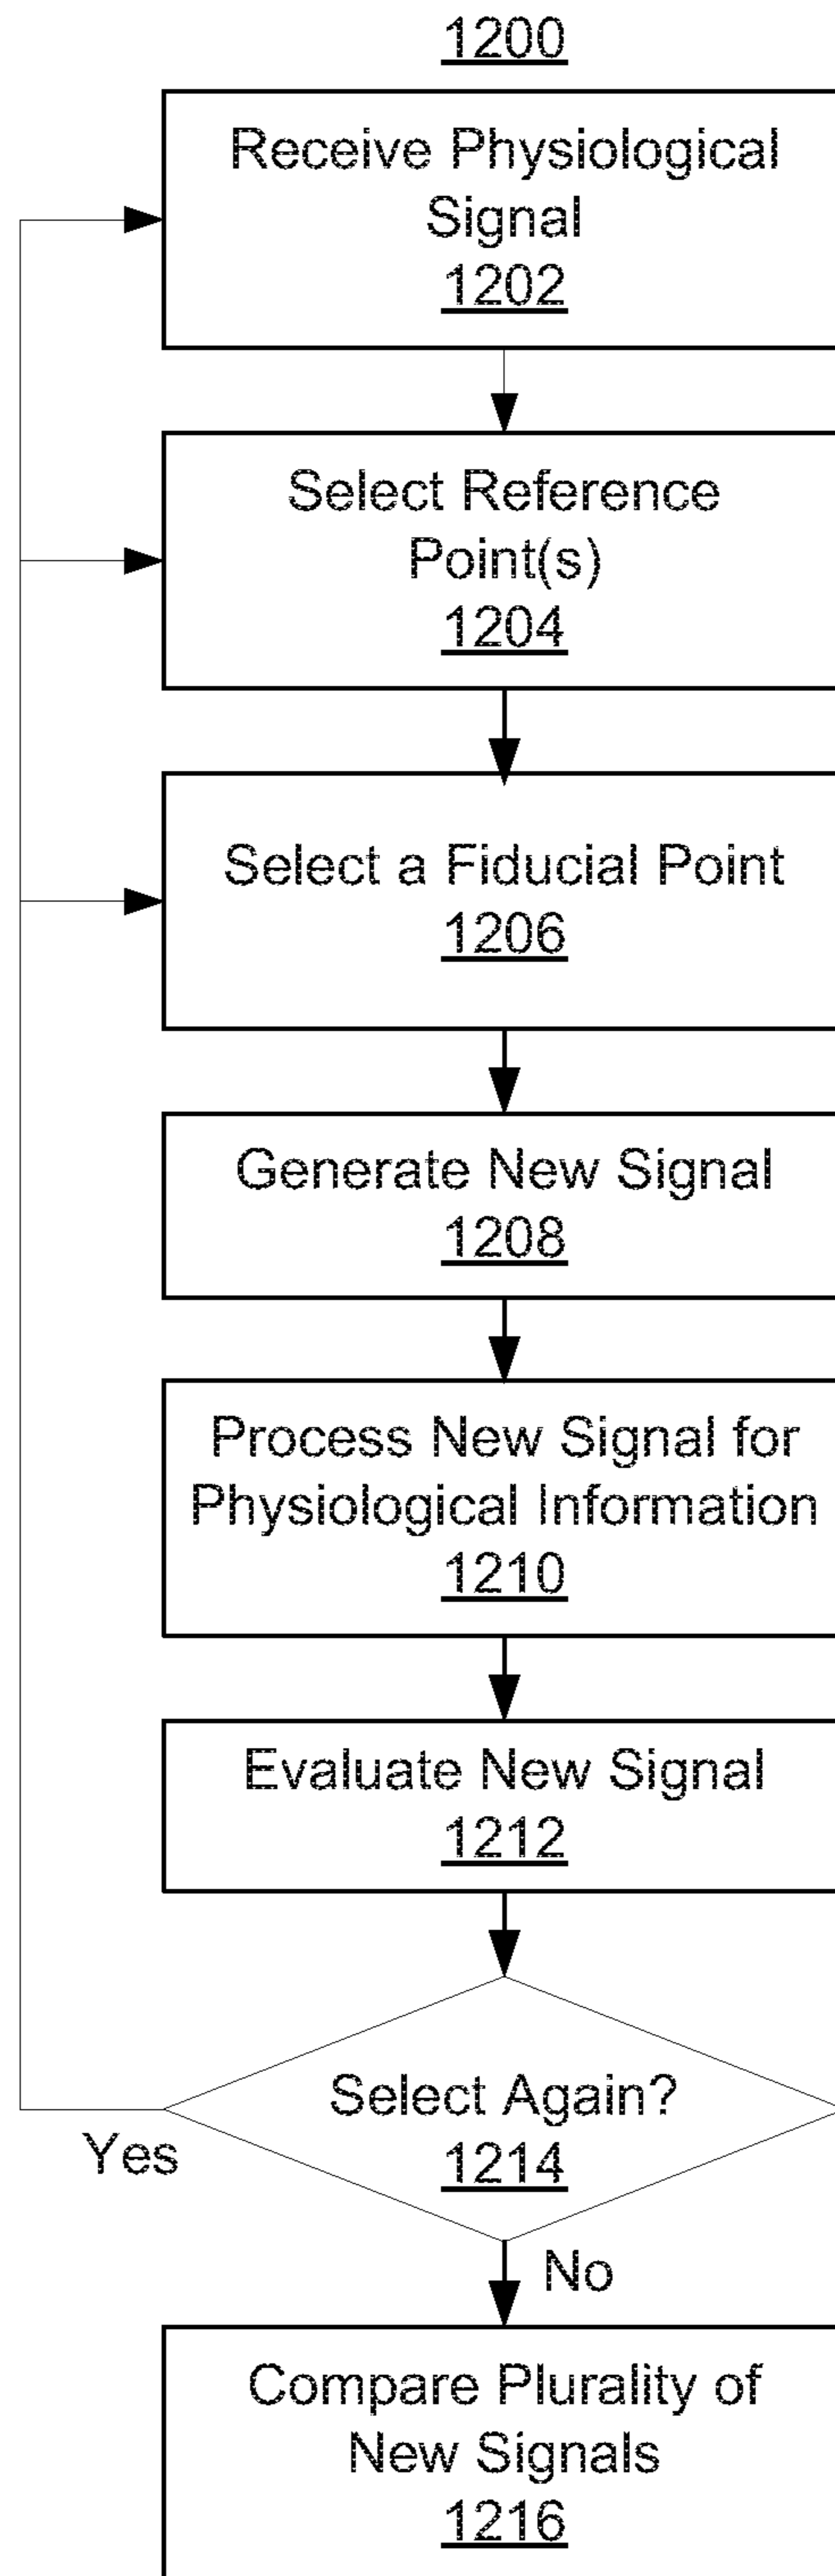 1200
Receive Physiological
Signal
1202
Select Reference
Point(s)
1204
Select a Fiducial Point
1206
Generate New Signal
1208
Process New Signal for
Physiological Information
1210
Evaluate New Signal
1212
Select Again?
1214
Yes
No
Compare Plurality of
New Signals
1216